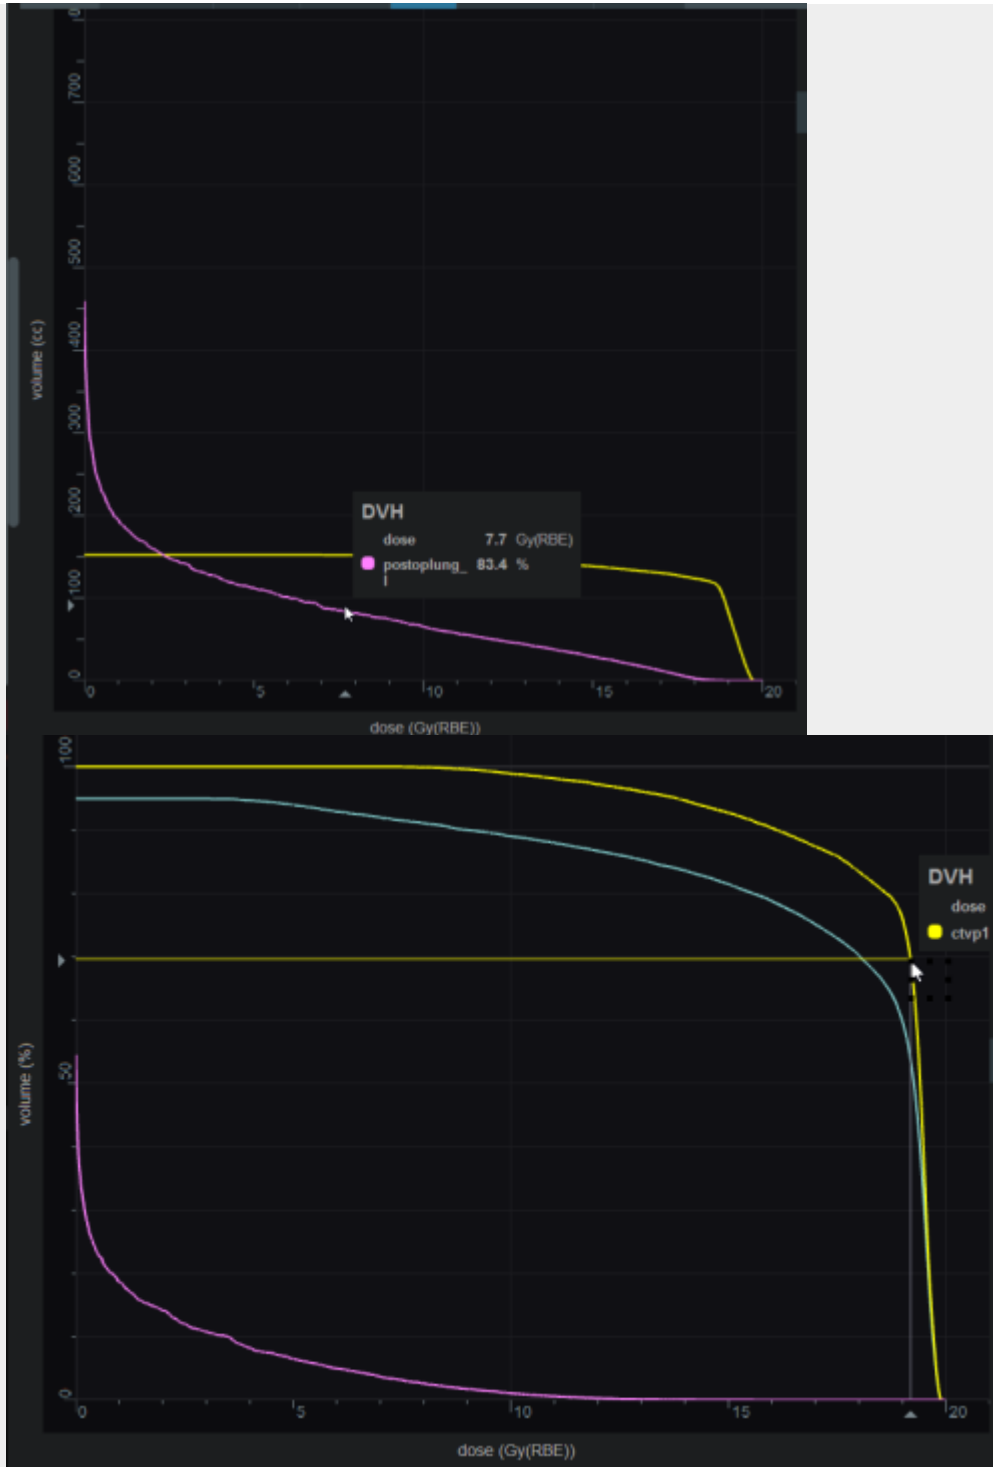 700
600
500
400
300
200
100
0
volume (cc)
DVH
dose 7.7 Gy(RBE)
postoplung_ 83.4 %
l
0 5 10 15 20
dose (Gy(RBE))
100
DVH
dose
ctvp1
50
volume (%)
0
0 5 10 15 20
dose (Gy(RBE))